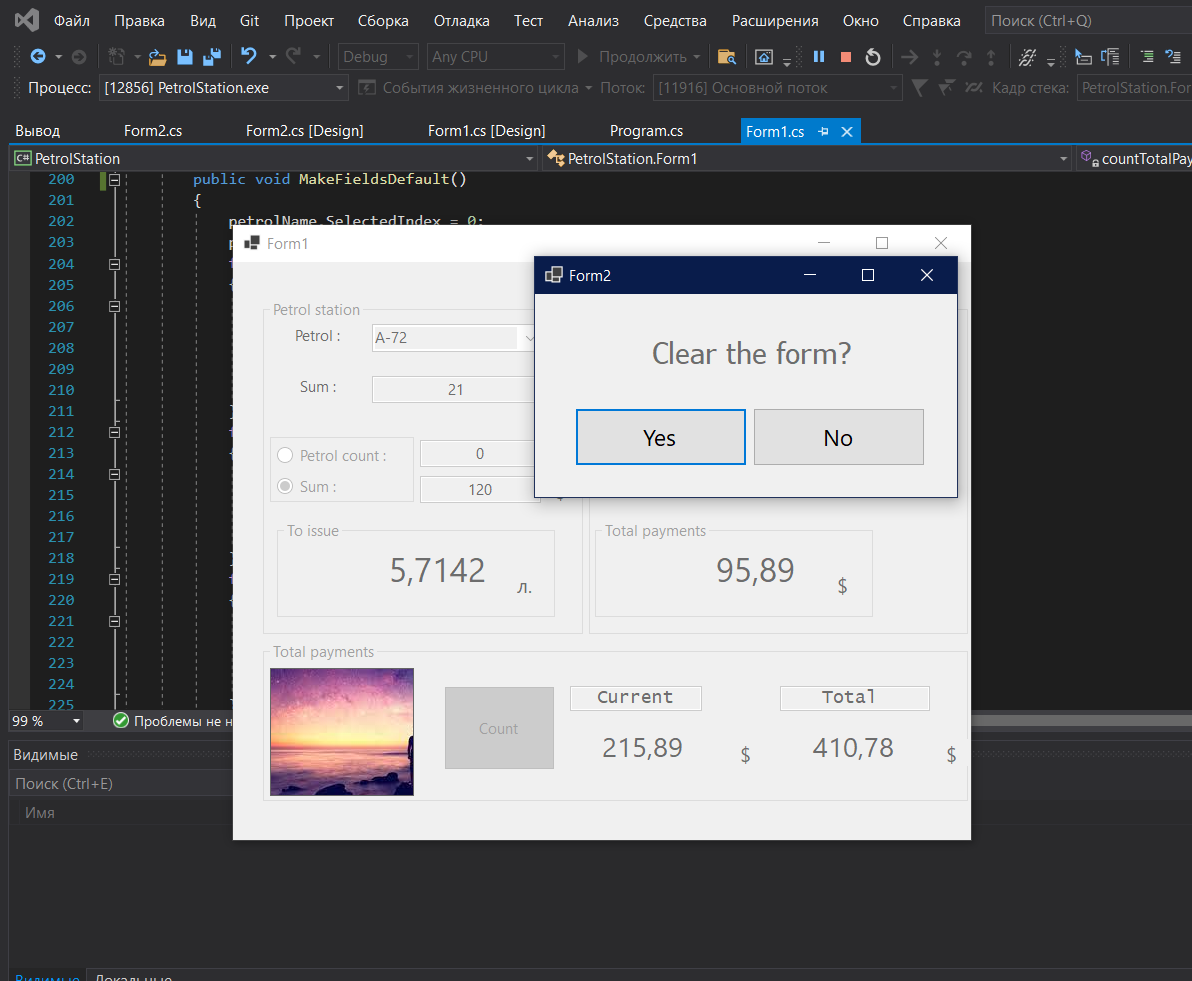 Файл Правка Вид Git Проект Сборка Отладка Тест Анализ Средства Расширения Окно Справка Поиск (Ctrl+Q)
Debug Any CPU Продолжить
Процесс: [12856] PetrolStation.exe События жизненного цикла Поток: [11916] Основной поток Кадр стека: PetrolStation.For
Вывод Form2.cs Form2.cs [Design] Form1.cs [Design] Program.cs Form1.cs
C# PetrolStation PetrolStation.Form1 countTotalPay
200 public void MakeFieldsDefault()
201 {
202 petrolName.SelectedIndex = 0;
203
204
205
206
207
208
209
210
211
212
213
214
215
216
217
218
219
220
221
222
223
224
225
Form1
Petrol station
Petrol : A-72
Sum : 21
Petrol count : 0
Sum : 120
To issue
5,7142 л.
Total payments
95,89 $
Total payments
Count
Current
215,89 $
Total
410,78 $
Form2
Clear the form?
Yes No
99 % Проблемы не н
Видимые
Поиск (Ctrl+E)
Имя
Видимые Локальные